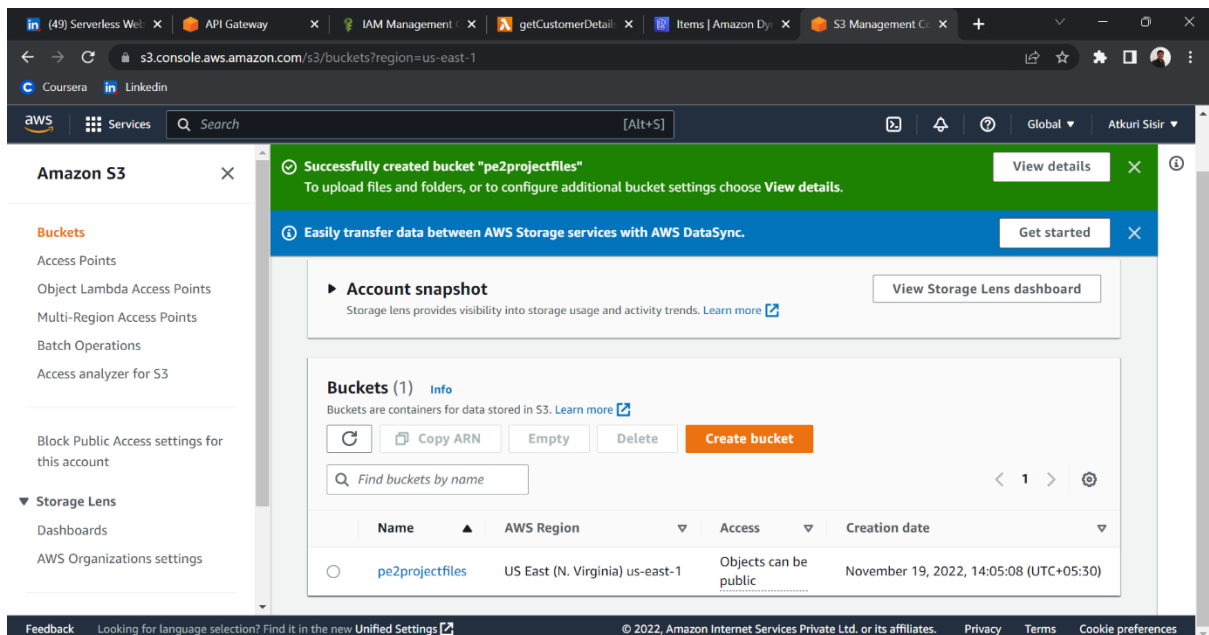 (49) Serverless Web
API Gateway
IAM Management C
getCustomerDetail
Items | Amazon Dy
S3 Management Co
s3.console.aws.amazon.com/s3/buckets?region=us-east-1
Coursera
Linkedin
aws
Services
Search
[Alt+S]
Global
Atkuri Sisir
Amazon S3
Buckets
Access Points
Object Lambda Access Points
Multi-Region Access Points
Batch Operations
Access analyzer for S3
Block Public Access settings for
this account
Storage Lens
Dashboards
AWS Organizations settings
Successfully created bucket "pe2projectfiles"
To upload files and folders, or to configure additional bucket settings choose View details.
View details
Easily transfer data between AWS Storage services with AWS DataSync.
Get started
Account snapshot
Storage lens provides visibility into storage usage and activity trends. Learn more
View Storage Lens dashboard
Buckets (1) Info
Buckets are containers for data stored in S3. Learn more
Copy ARN
Empty
Delete
Create bucket
Find buckets by name
1
Name
AWS Region
Access
Creation date
pe2projectfiles
US East (N. Virginia) us-east-1
Objects can be
public
November 19, 2022, 14:05:08 (UTC+05:30)
Feedback
Looking for language selection? Find it in the new Unified Settings
© 2022, Amazon Internet Services Private Ltd. or its affiliates.
Privacy
Terms
Cookie preferences